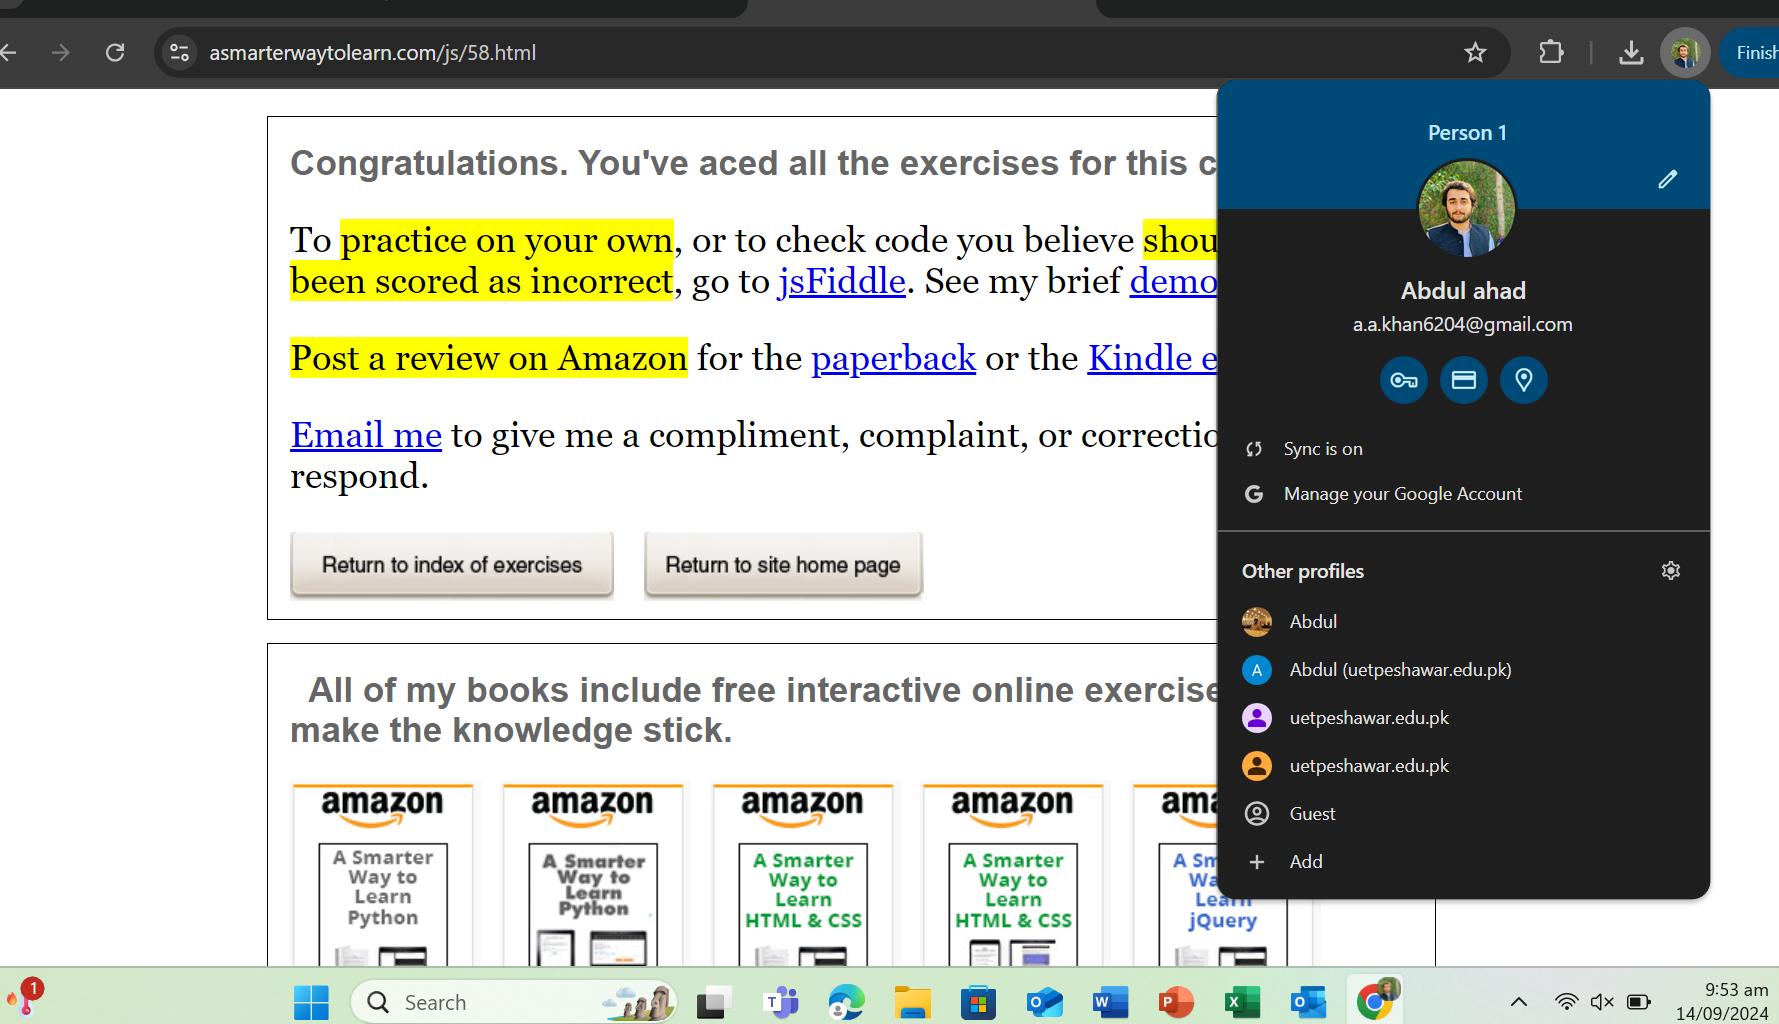 asmarterwaytolearn.com/js/58.html
Finish
Congratulations. You've aced all the exercises for this c
To practice on your own, or to check code you believe shou
been scored as incorrect, go to jsFiddle. See my brief demo
Post a review on Amazon for the paperback or the Kindle e
Email me to give me a compliment, complaint, or correctio
respond.
Return to index of exercises
Return to site home page
All of my books include free interactive online exercise
make the knowledge stick.
amazon
A Smarter
Way to
Learn
Python
amazon
A Smarter
Way to
Learn
Python
amazon
A Smarter
Way to
Learn
HTML & CSS
amazon
A Smarter
Way to
Learn
HTML & CSS
ama
A Sm
Wa
Learn
jQuery
Person 1
Abdul ahad
a.a.khan6204@gmail.com
Sync is on
Manage your Google Account
Other profiles
Abdul
A
Abdul (uetpeshawar.edu.pk)
uetpeshawar.edu.pk
uetpeshawar.edu.pk
Guest
Add
1
Search
9:53 am
14/09/2024